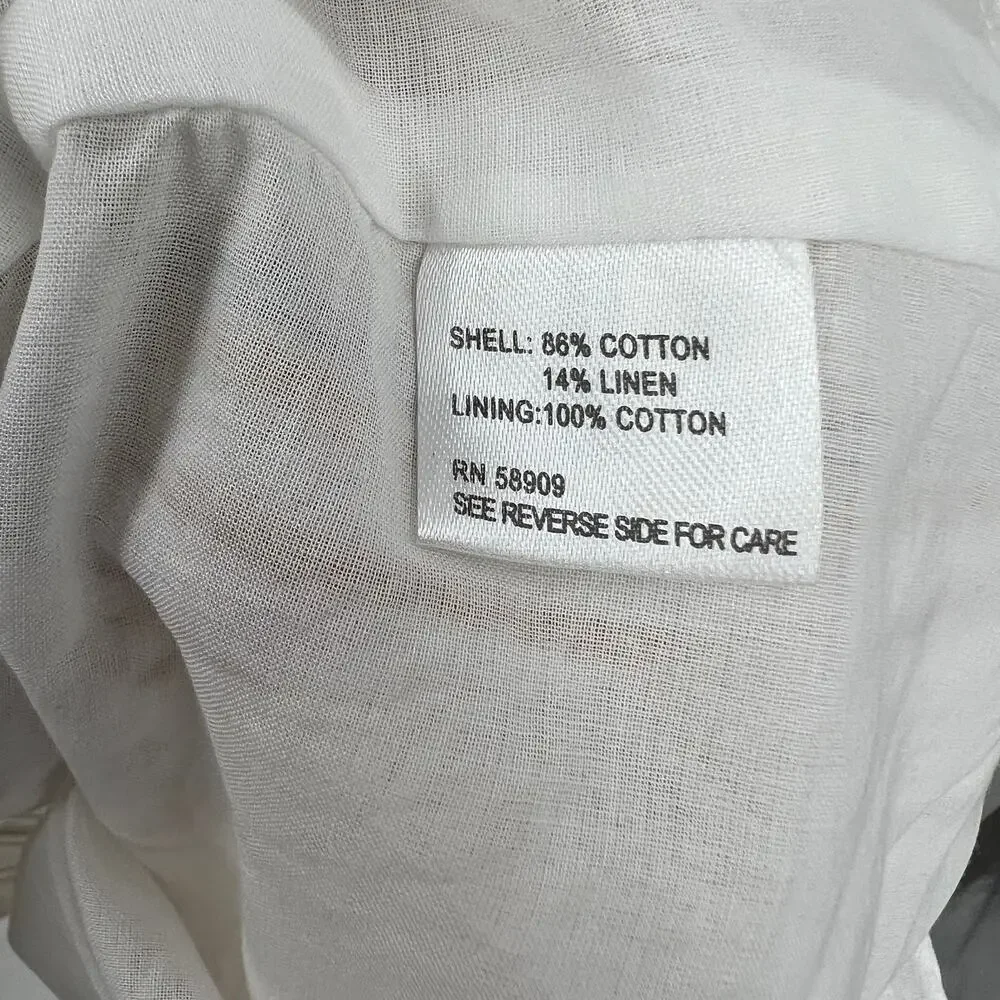 SHELL: 86% COTTON
14% LINEN
LINING:100% COTTON
RN 58909
SEE REVERSE SIDE FOR CARE